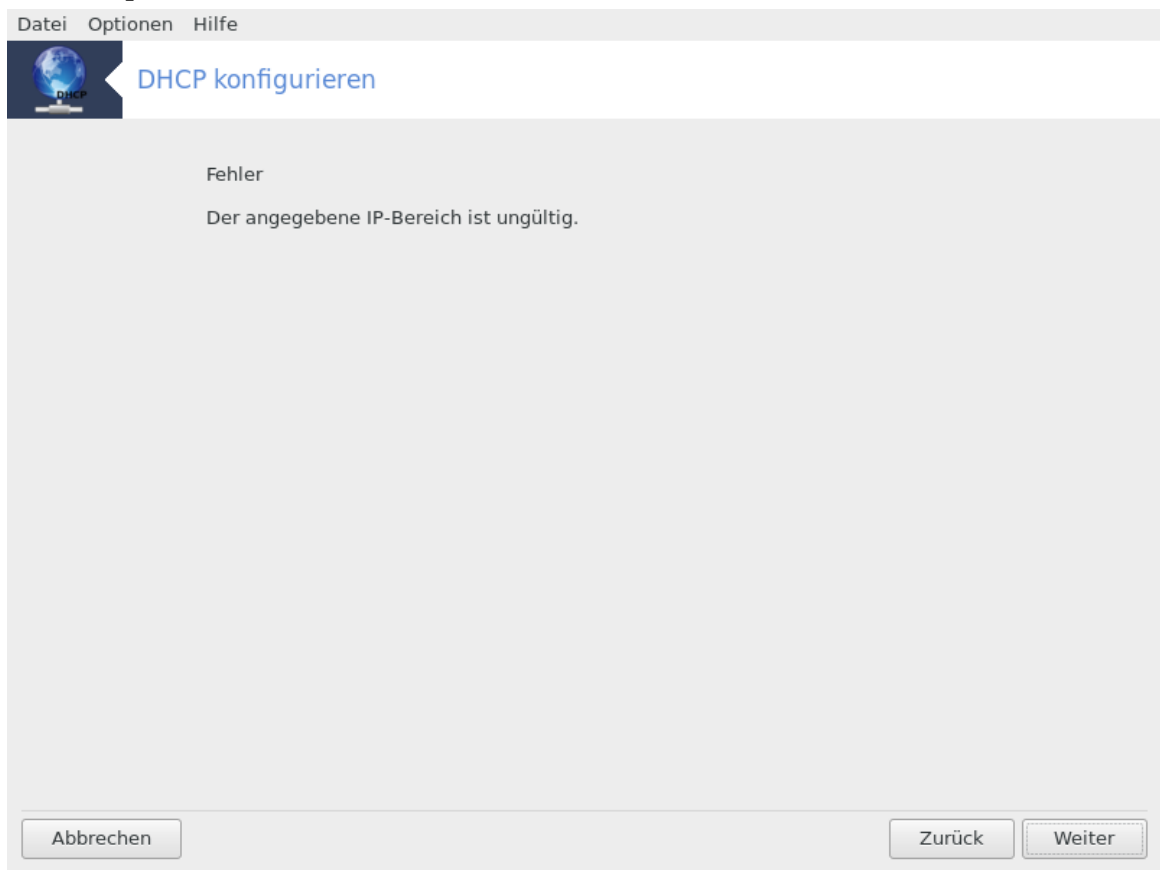 Datei Optionen Hilfe
DHCP
DHCP konfigurieren
Fehler
Der angegebene IP-Bereich ist ungültig.
Abbrechen Zurück Weiter